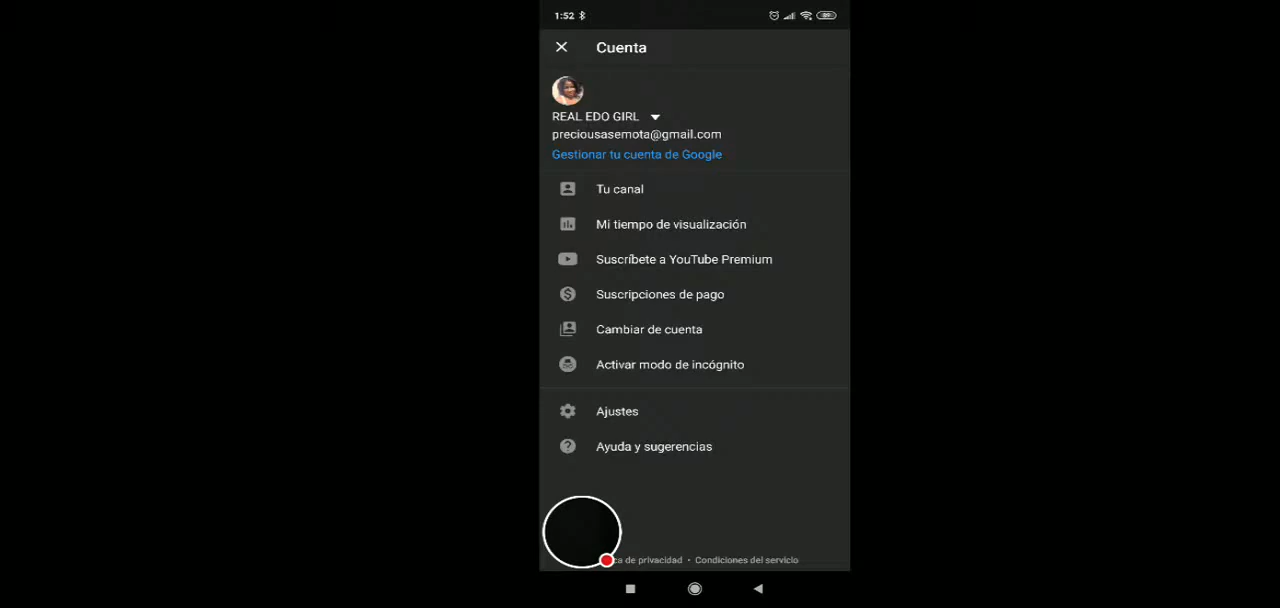 1:52
Cuenta
REAL EDO GIRL
preciousasemota@gmail.com
Gestionar tu cuenta de Google
Tu canal
Mi tiempo de visualización
Suscríbete a YouTube Premium
Suscripciones de pago
Cambiar de cuenta
Activar modo de incógnito
Ajustes
Ayuda y sugerencias
de privacidad • Condiciones del servicio